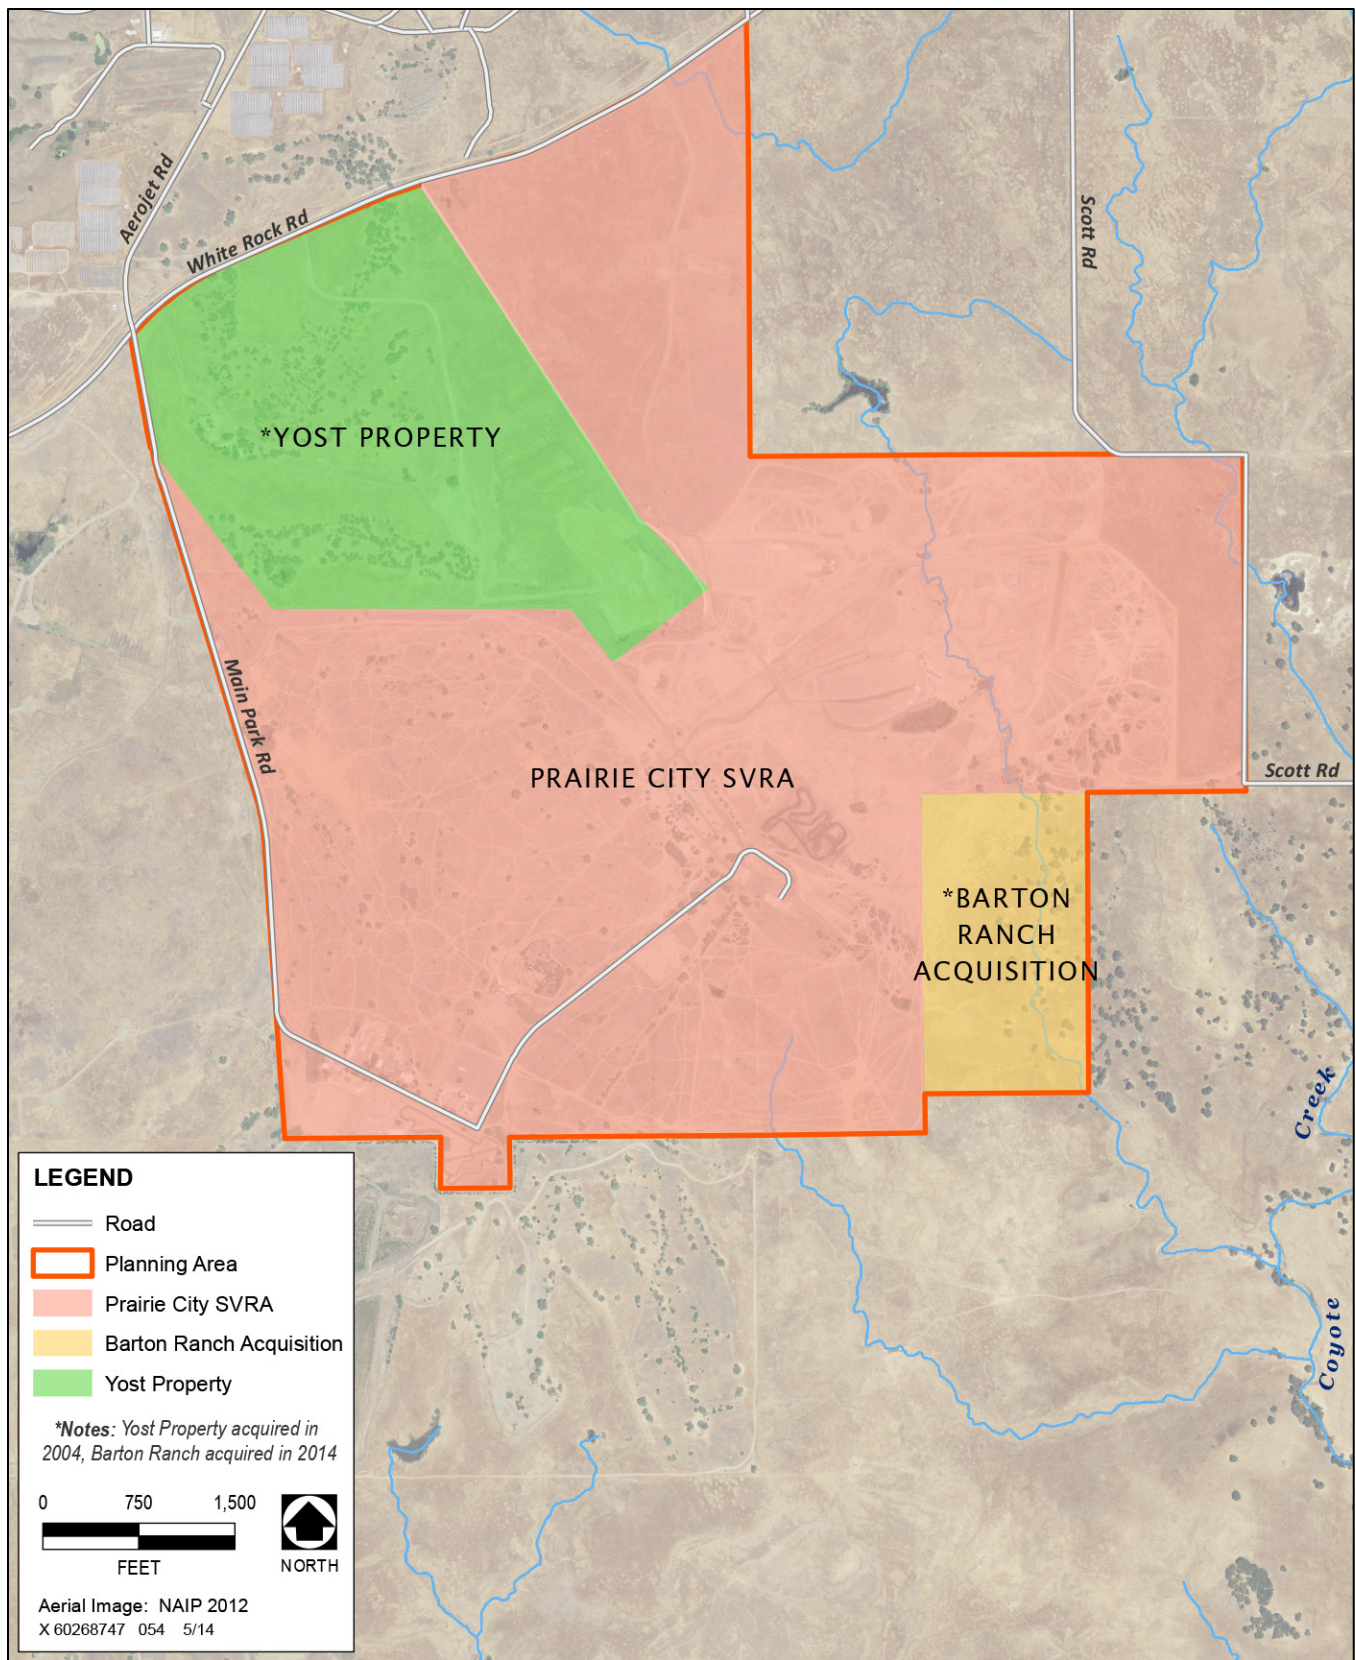 Aerojet Rd
White Rock Rd
Scott Rd
*YOST PROPERTY
Main Park Rd
PRAIRIE CITY SVRA
Scott Rd
*BARTON
RANCH
ACQUISITION
Creek
Coyote
LEGEND
Road
Planning Area
Prairie City SVRA
Barton Ranch Acquisition
Yost Property
*Notes: Yost Property acquired in
2004, Barton Ranch acquired in 2014
0 750 1,500
FEET
NORTH
Aerial Image: NAIP 2012
X 60268747 054 5/14